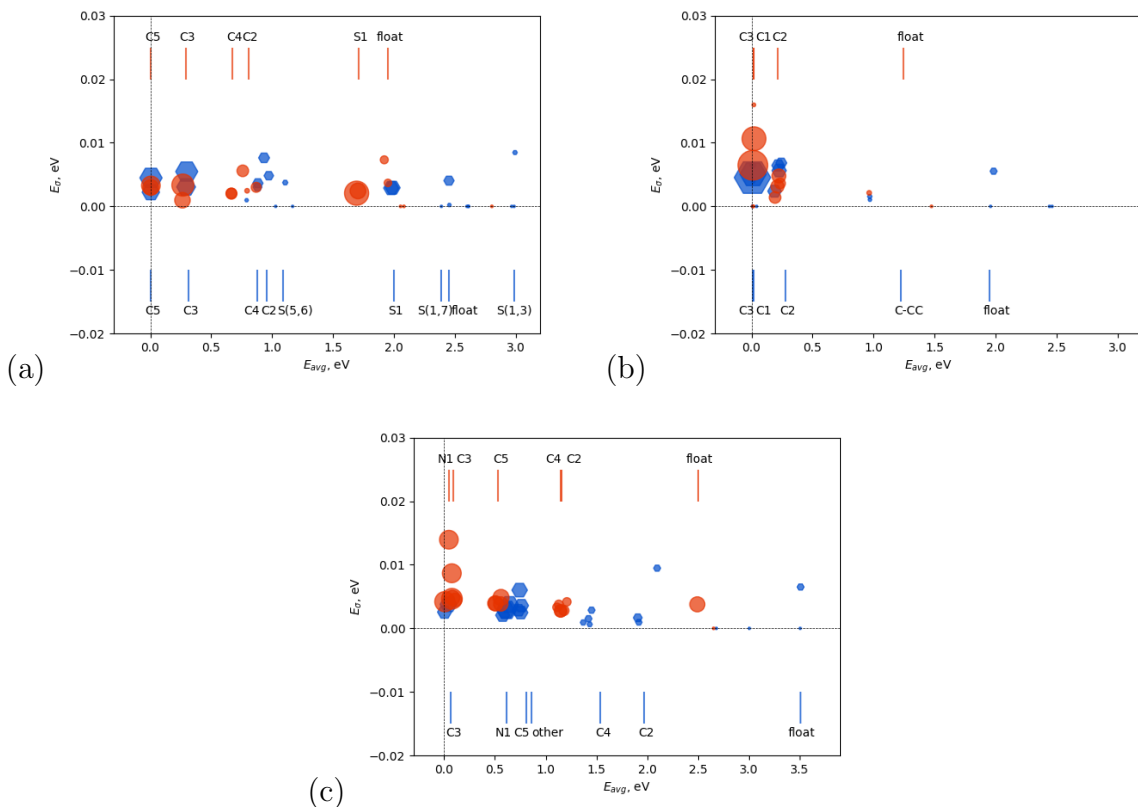 0.03
C5 C3 C4 C2 S1 float
0.02
0.01
E_σ, eV
0.00
−0.01
C5 C3 C4 C2 S(5,6) S1 S(1,7) float S(1,3)
−0.02
0.0 0.5 1.0 1.5 2.0 2.5 3.0
E_avg, eV
(a)
0.03
C3 C1 C2 float
0.02
0.01
E_σ, eV
0.00
−0.01
C3 C1 C2 C-CC float
−0.02
0.0 0.5 1.0 1.5 2.0 2.5 3.0
E_avg, eV
(b)
0.03
N1 C3 C5 C4 C2 float
0.02
0.01
E_σ, eV
0.00
−0.01
C3 N1 C5 other C4 C2 float
−0.02
0.0 0.5 1.0 1.5 2.0 2.5 3.0 3.5
E_avg, eV
(c)